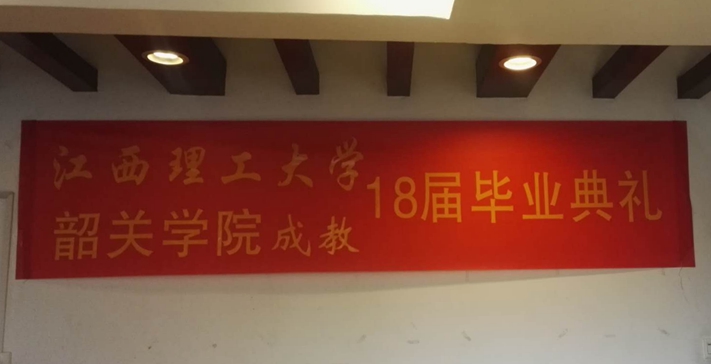 江西理工大学
韶关学院成教
18届毕业典礼